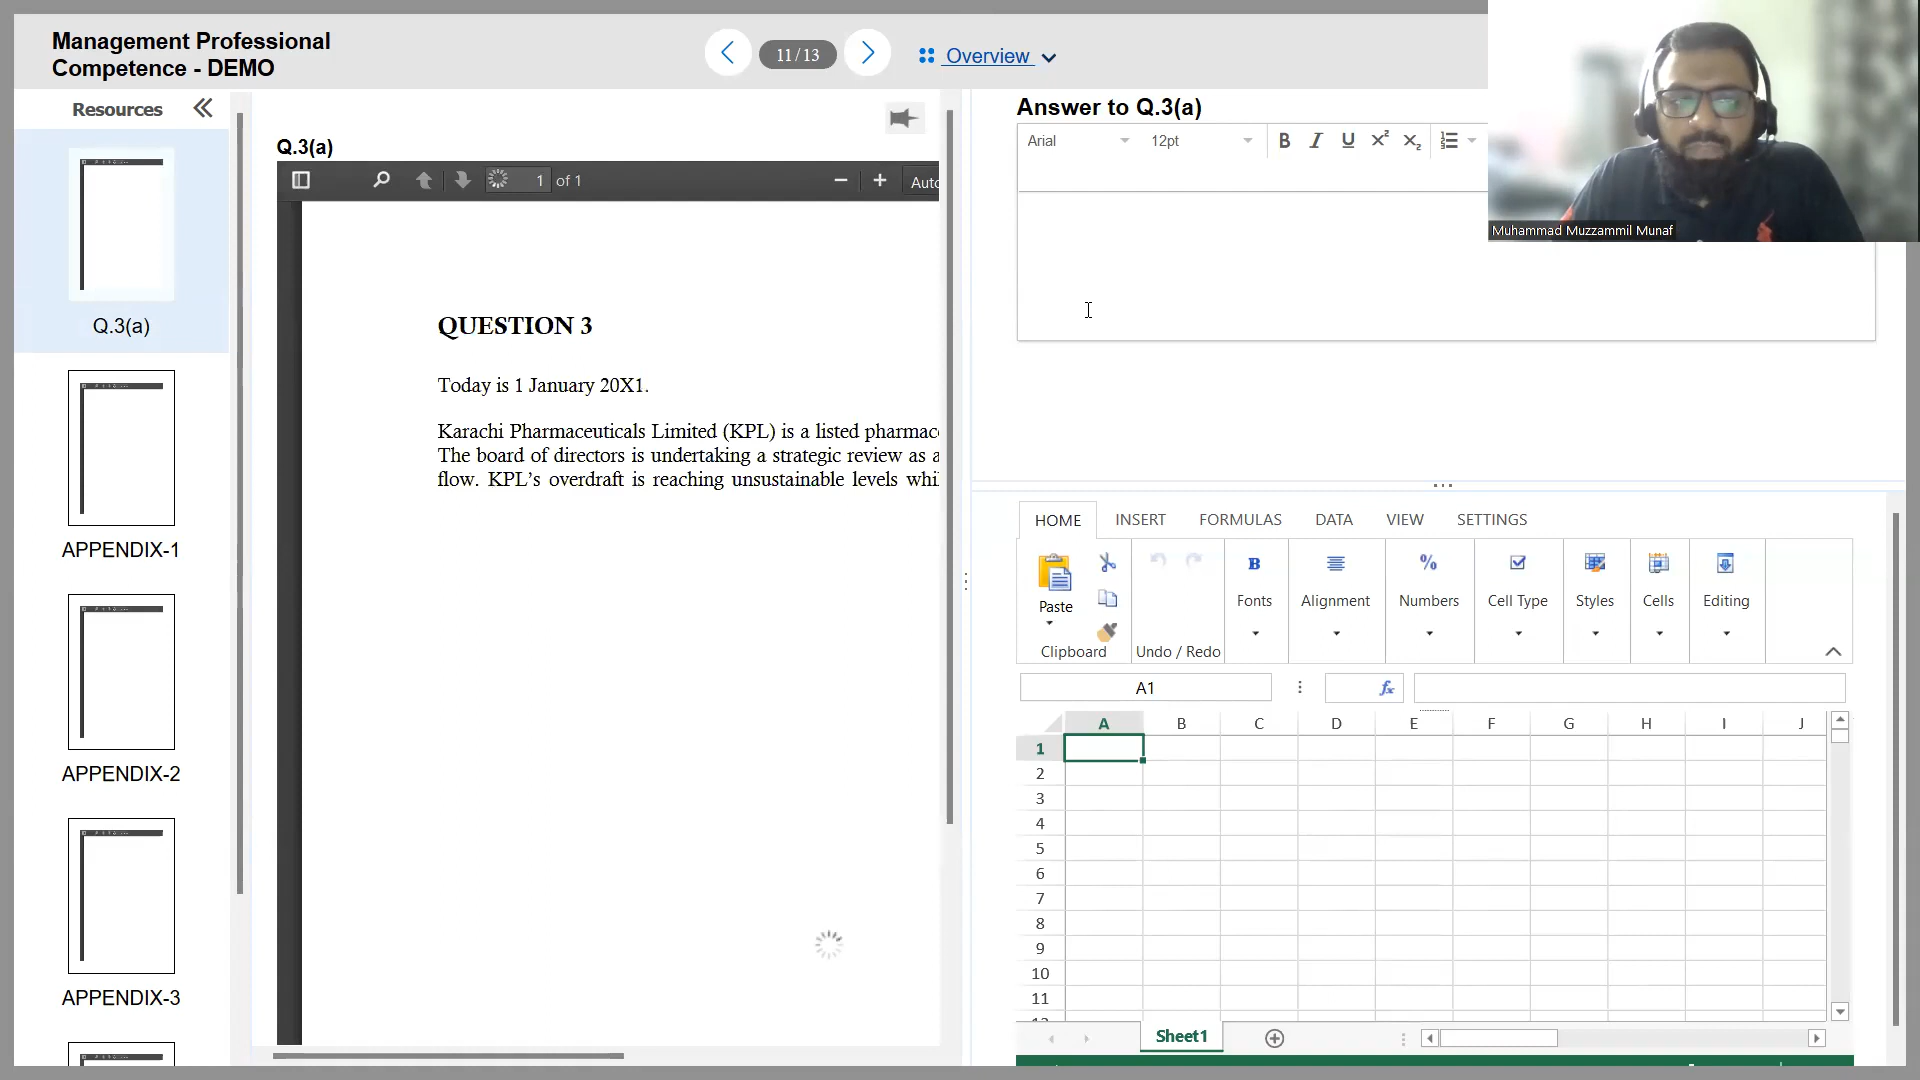 Management Professional
Competence - DEMO
11/13
Overview
Resources
Q.3(a)
APPENDIX-1
APPENDIX-2
APPENDIX-3
Q.3(a)
1 of 1
QUESTION 3
Today is 1 January 20X1.
Karachi Pharmaceuticals Limited (KPL) is a listed
The board of directors is undertaking a strategic review as
flow. KPL's overdraft is reaching unsustainable levels
Answer to Q.3(a)
Arial 12pt B I U X² X₂
Muhammad Muzzammil Munaf
HOME INSERT FORMULAS DATA VIEW SETTINGS
Paste
Clipboard
Undo / Redo
B
Fonts
Alignment
%
Numbers
Cell Type
Styles
Cells
Editing
A1
fx
A B C D E F G H I J
1
2
3
4
5
6
7
8
9
10
11
Sheet1